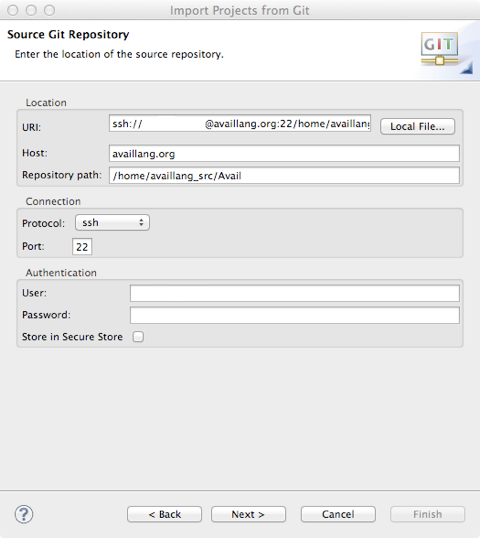 Import Projects from Git
Source Git Repository
Enter the location of the source repository.
GIT
Location
URI: ssh:// @availlang.org:22/home/availlang Local File...
Host: availlang.org
Repository path: /home/availlang_src/Avail
Connection
Protocol: ssh
Port: 22
Authentication
User:
Password:
Store in Secure Store
? < Back Next > Cancel Finish